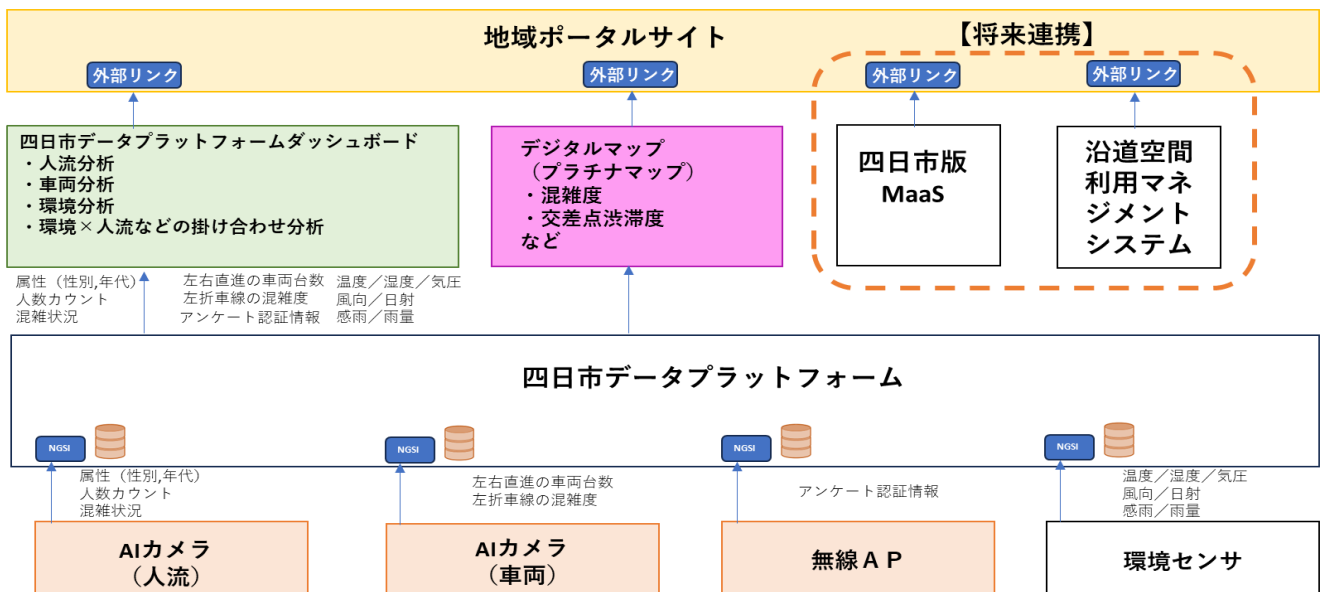 地域ポータルサイト
【将来連携】
外部リンク
外部リンク
外部リンク
外部リンク
四日市データプラットフォームダッシュボード
・人流分析
・車両分析
・環境分析
・環境×人流などの掛け合わせ分析
デジタルマップ
（プラチナマップ）
・混雑度
・交差点渋滞度
など
四日市版
MaaS
沿道空間
利用マネ
ジメント
システム
属性（性別,年代）
人数カウント
混雑状況
左右直進の車両台数
左折車線の混雑度
アンケート認証情報
温度／湿度／気圧
風向／日射
感雨／雨量
四日市データプラットフォーム
NGSI
NGSI
NGSI
NGSI
属性（性別,年代）
人数カウント
混雑状況
左右直進の車両台数
左折車線の混雑度
アンケート認証情報
温度／湿度／気圧
風向／日射
感雨／雨量
AIカメラ
（人流）
AIカメラ
（車両）
無線ＡＰ
環境センサ